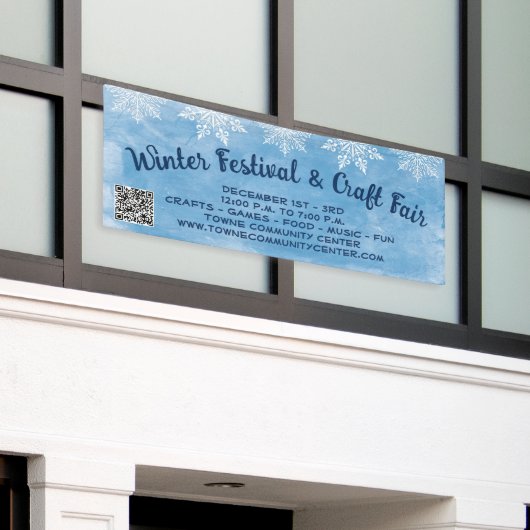 Winter Festival & Craft Fair
DECEMBER 1ST - 3RD
12:00 P.M. TO 7:00 P.M.
CRAFTS - GAMES - FOOD - MUSIC - FUN
TOWNE COMMUNITY CENTER
WWW.TOWNECOMMUNITYCENTER.COM